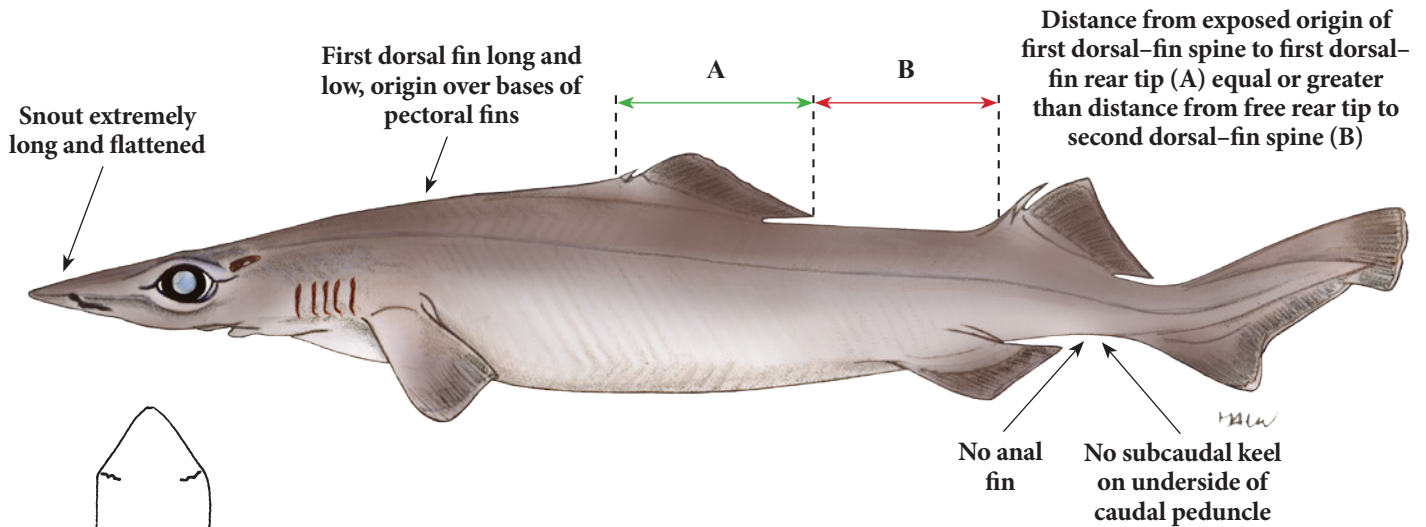 Snout extremely
long and flattened
First dorsal fin long and
low, origin over bases of
pectoral fins
A
B
Distance from exposed origin of
first dorsal–fin spine to first dorsal–
fin rear tip (A) equal or greater
than distance from free rear tip to
second dorsal–fin spine (B)
No anal
fin
No subcaudal keel
on underside of
caudal peduncle